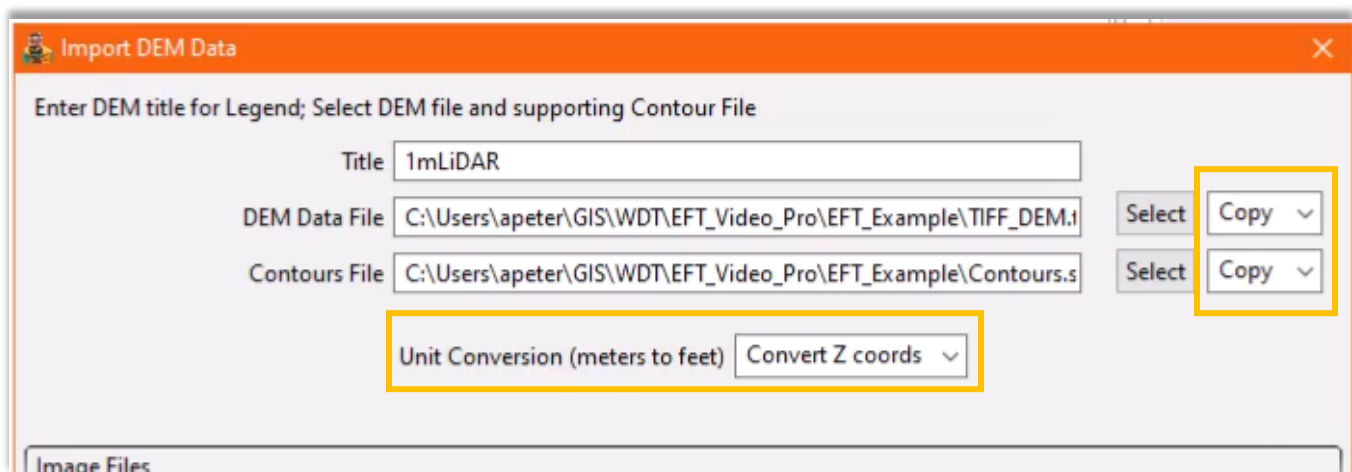 Import DEM Data
Enter DEM title for Legend; Select DEM file and supporting Contour File
Title 1mLiDAR
DEM Data File C:\Users\apeter\GIS\WDT\EFT_Video_Pro\EFT_Example\TIFF_DEM.t Select Copy
Contours File C:\Users\apeter\GIS\WDT\EFT_Video_Pro\EFT_Example\Contours.s Select Copy
Unit Conversion (meters to feet) Convert Z coords
Image Files